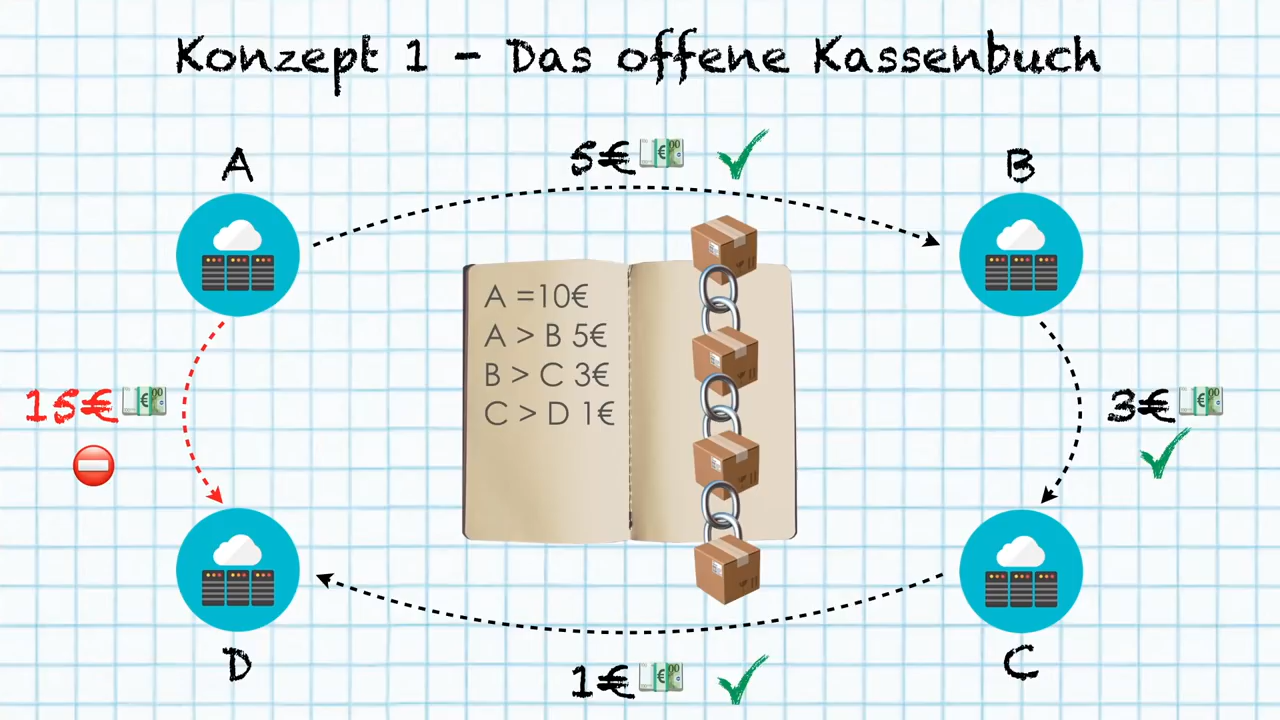 Konzept 1 - Das offene Kassenbuch
5€
A
B
A =10€
A > B 5€
B > C 3€
C > D 1€
15€
3€
D
C
1€